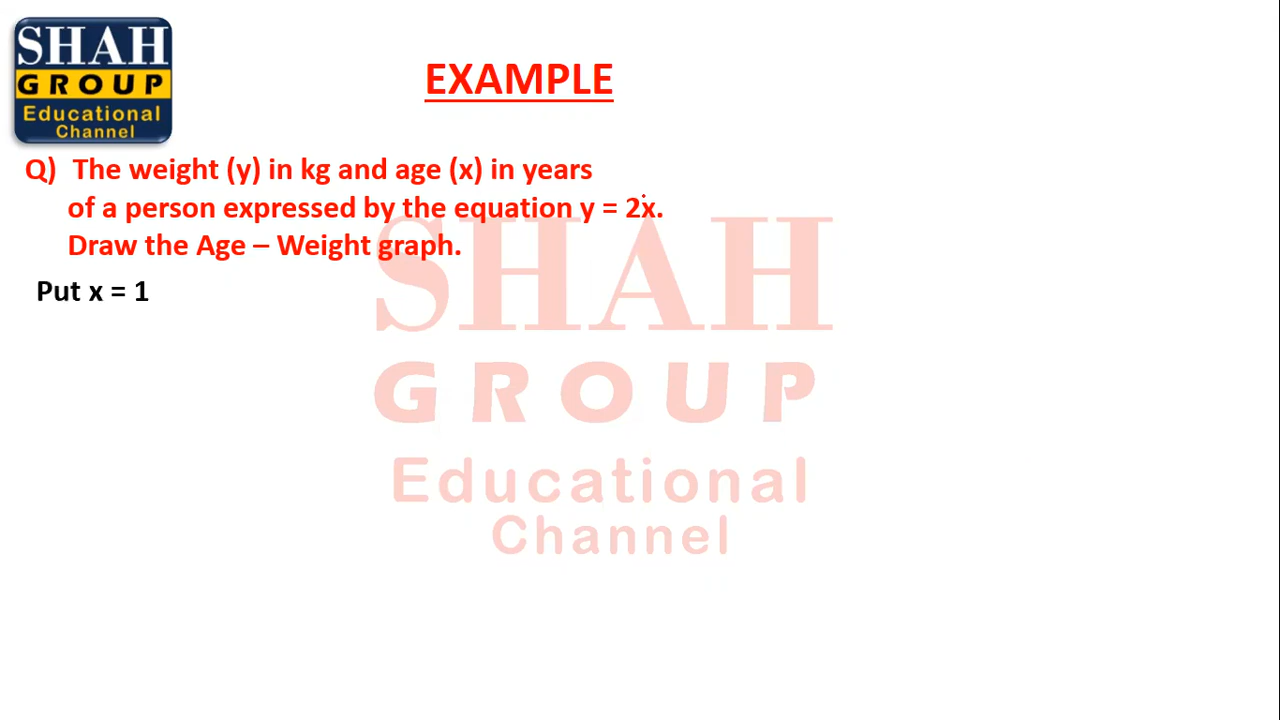 SHAH
GROUP
Educational
Channel
EXAMPLE
Q) The weight (y) in kg and age (x) in years
of a person expressed by the equation y = 2x.
Draw the Age – Weight graph.
Put x = 1
SHAH
GROUP
Educational
Channel